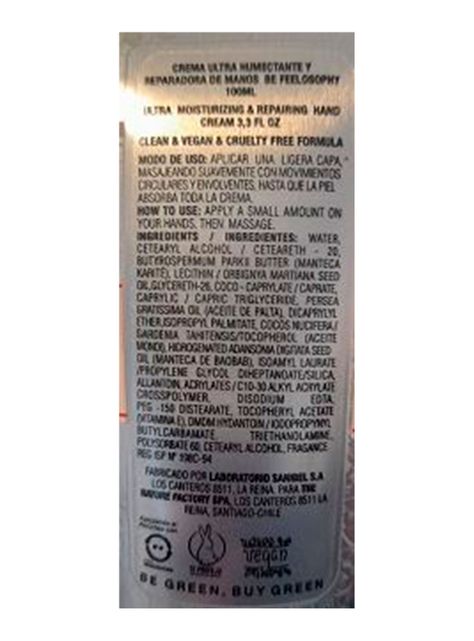 CREMA ULTRA HUMECTANTE Y
REPARADORA DE MANOS BE FEELOSOPHY
100ML
ULTRA MOISTURIZING & REPAIRING HAND
CREAM 3,3 FL OZ
CLEAN & VEGAN & CRUELTY FREE FORMULA
MODO DE USO: APLICAR UNA LIGERA CAPA,
MASAJEANDO SUAVEMENTE CON MOVIMIENTOS
CIRCULARES Y ENVOLVENTES, HASTA QUE LA PIEL
ABSORBA TODA LA CREMA.
HOW TO USE: APPLY A SMALL AMOUNT ON
YOUR HANDS, THEN MASSAGE.
INGREDIENTS / INGREDIENTES: WATER,
CETEARYL ALCOHOL / CETEARETH - 20,
BUTYROSPERMUM PARKII BUTTER (MANTECA
KARITÉ), LECITHIN / ORBIGNYA MARTIANA SEED
OIL, GLYCERETH-26, COCO - CAPRYLATE / CAPRATE,
CAPRYLIC / CAPRIC TRIGLYCERIDE, PERSEA
GRATISSIMA OIL (ACEITE DE PALTA), DICAPRYLYL
ETHER, ISOPROPYL PALMITATE, COCOS NUCIFERA /
GARDENIA TAHITENSIS/TOCOPHEROL (ACEITE
MONOI), HIDROGENATED ADANSONIA DIGITATA SEED
OIL (MANTECA DE BAOBAB), ISOAMYL LAURATE
/PROPYLENE GLYCOL DIHEPTANOATE/SILICA,
ALLANTOIN, ACRYLATES / C10-30 ALKYL ACRYLATE
CROSSPOLYMER, DISODIUM EDTA,
PEG -150 DISTEARATE, TOCOPHERYL ACETATE
(VITAMINA E), DMDM HYDANTOIN / IODOPROPYNYL
BUTYLCARBAMATE, TRIETHANOLAMINE,
POLYSORBATE 60, CETEARYL ALCOHOL, FRAGANCE.
REG ISP Nº 198C-94
FABRICADO POR LABORATORIO SANIBEL S.A
LOS CANTEROS 8511, LA REINA. PARA THE
NATURE FACTORY SPA, LOS CANTEROS 8511 LA
REINA, SANTIAGO-CHILE
vegan
BE GREEN, BUY GREEN